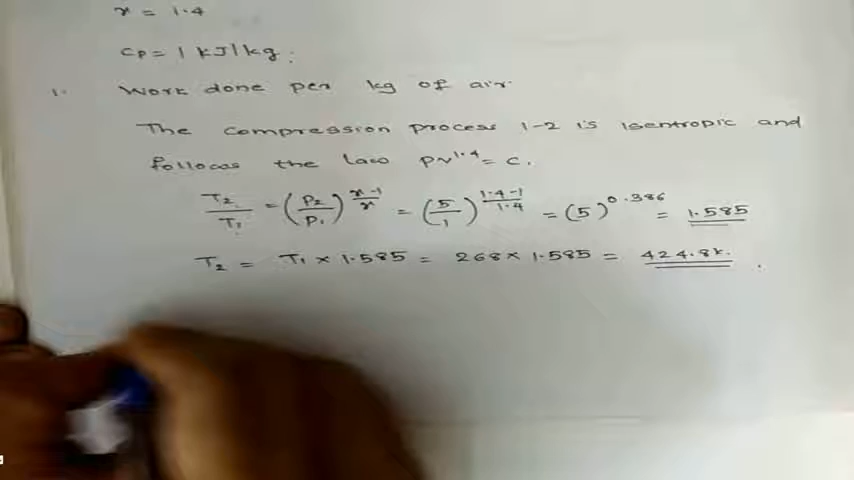 γ = 1.4
Cp = 1 kJ/kg.
1. Work done per kg of air.
The compression process 1-2 is isentropic and
follows the law Pv^1.4 = C.
T2/T1 = (P2/P1)^(γ-1)/γ = (5/1)^(1.4-1)/1.4 = (5)^0.386 = 1.585
T2 = T1 × 1.585 = 268 × 1.585 = 424.8k.